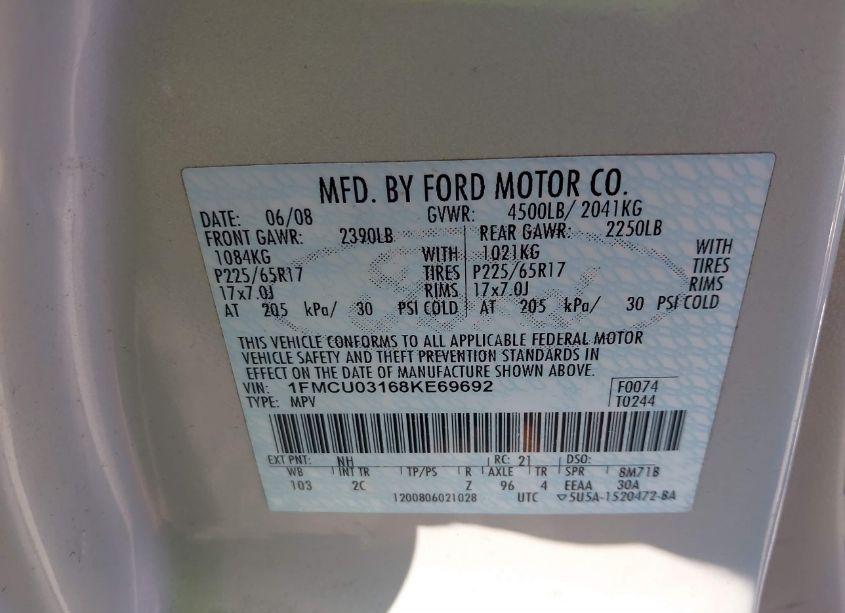 MFD. BY FORD MOTOR CO.
DATE: 06/08 GVWR: 4500LB/ 2041KG
FRONT GAWR: 2390LB REAR GAWR: 2250LB
1084KG WITH 1021KG WITH
P225/65R17 TIRES P225/65R17 TIRES
17x7.0J RIMS 17x7.0J RIMS
AT 205 kPa/ 30 PSI COLD AT 205 kPa/ 30 PSI COLD
THIS VEHICLE CONFORMS TO ALL APPLICABLE FEDERAL MOTOR
VEHICLE SAFETY AND THEFT PREVENTION STANDARDS IN
EFFECT ON THE DATE OF MANUFACTURE SHOWN ABOVE.
VIN: 1FMCU03168KE69692 F0074
TYPE: MPV T0244
EXT PNT: NH RC: 21 DSO:
WB INT TR TP/PS R AXLE TR SPR 8M71B
103 2C Z 96 4 EEAA 30A
1200806021028 UTC ▽5U5A-1520472-BA